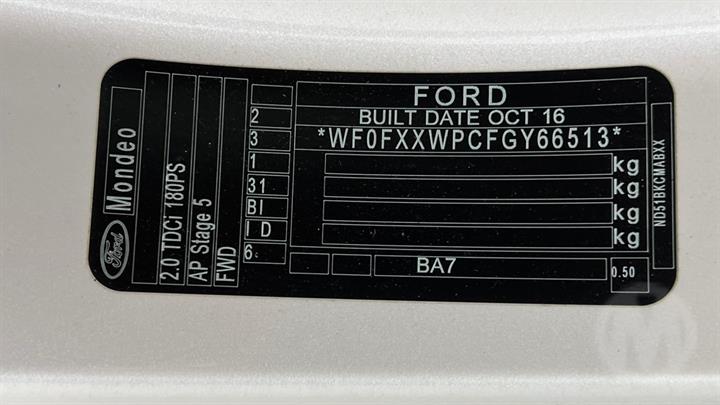 Ford
Mondeo
2.0 TDCi 180PS
AP Stage 5
FWD
2
3
1
31
BI
I D
6
FORD
BUILT DATE OCT 16
*WF0FXXWPCFGY66513*
kg
kg
kg
kg
BA7
0.50
ND51BKCMABXX
M